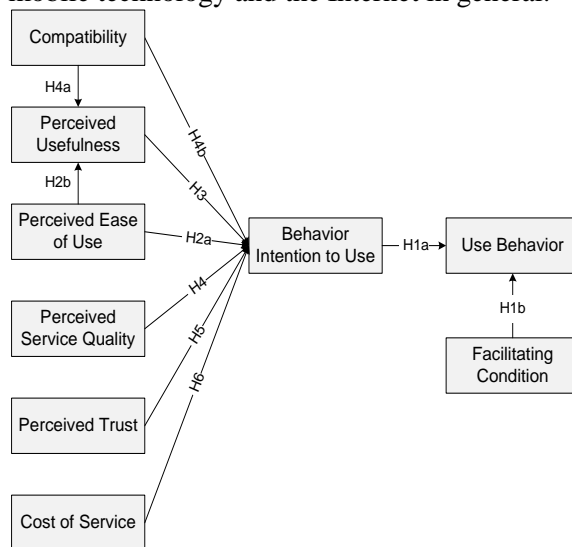 mobile technology and the Internet in general.
Compatibility
H4a
Perceived
Usefulness
H4b
H3
H2b
Perceived Ease
of Use
H2a
Behavior
Intention to Use
H1a
Use Behavior
H4
Perceived
Service Quality
H1b
H5
Facilitating
Condition
H6
Perceived Trust
Cost of Service